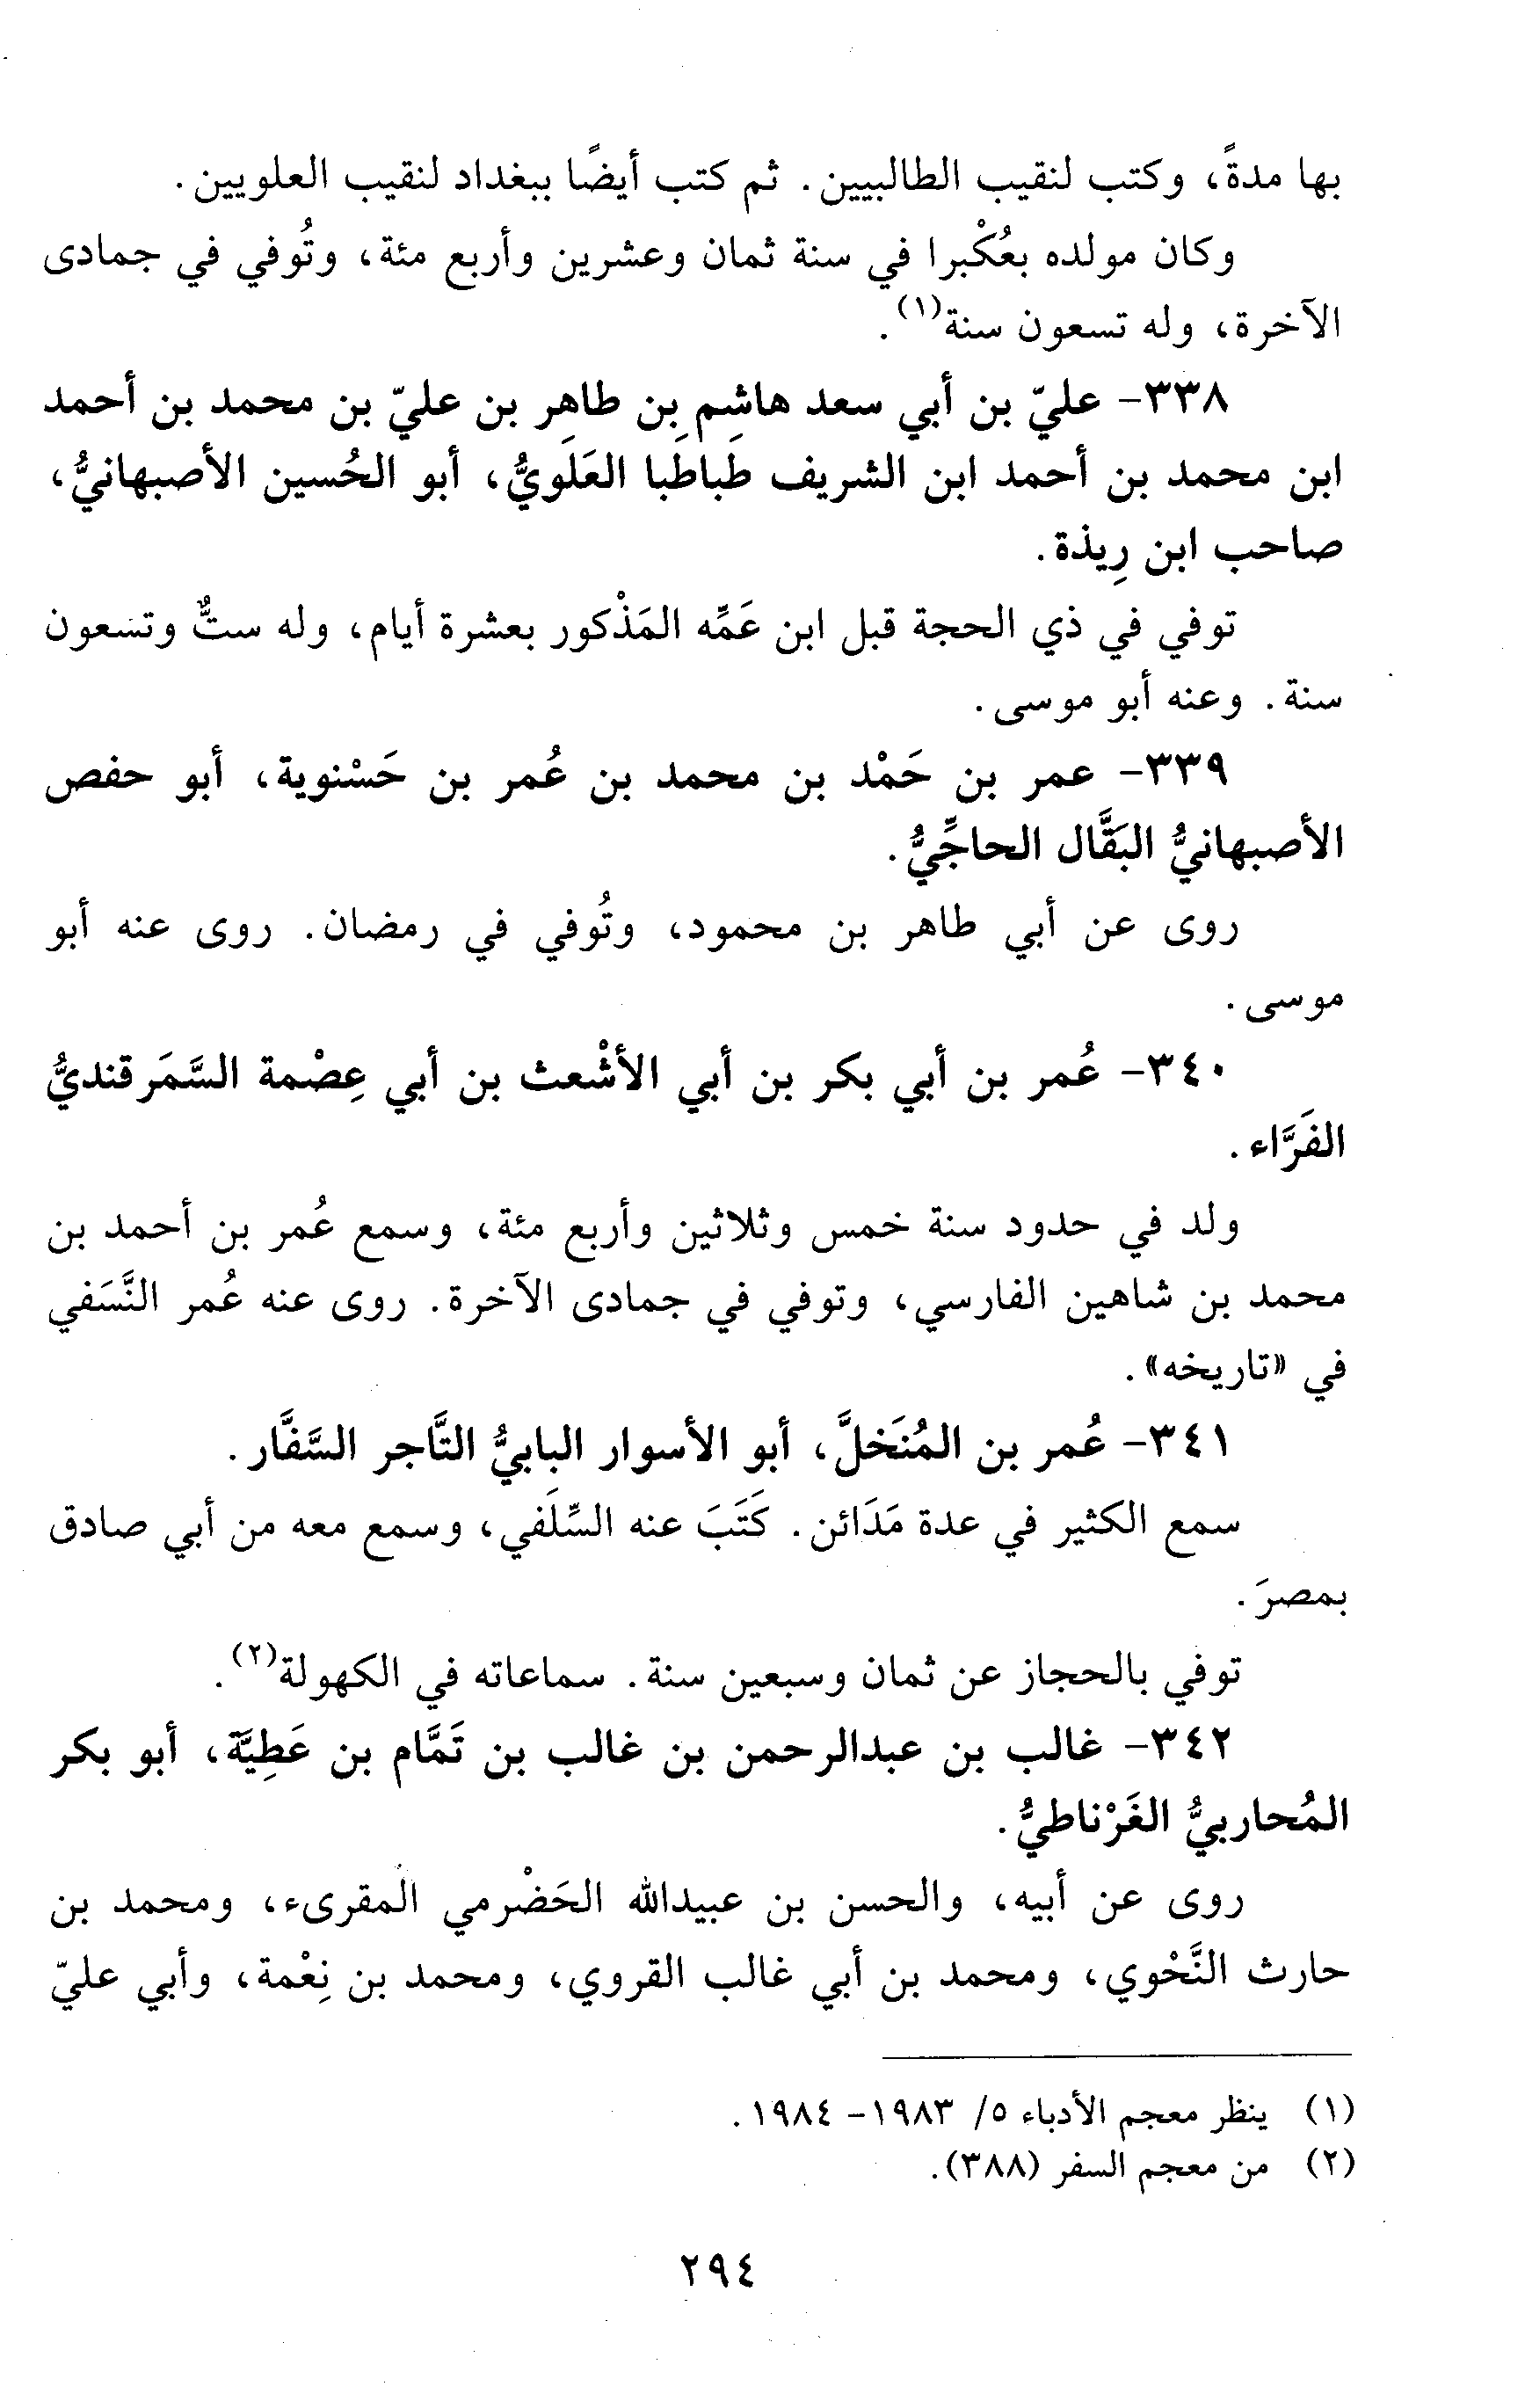 بها مدةً، وكتب لنقيب الطالبيين. ثم كتب أيضًا ببغداد لنقيب العلويين.
وكان مولده بعُكْبرا في سنة ثمان وعشرين وأربع مئة، وتُوفي في جمادى
الآخرة، وله تسعون سنة(١).
٣٣٨- عليّ بن أبي سعد هاشِم بن طاهِر بن عليّ بن محمد بن أحمد
ابن محمد بن أحمد ابن الشريف طَباطَبا العَلَويُّ، أبو الحُسين الأصبهانيُّ،
صاحب ابن رِيذة.
توفي في ذي الحجة قبل ابن عَمِّه المَذْكور بعشرة أيام، وله ستٌّ وتسعون
سنة. وعنه أبو موسى.
٣٣٩- عمر بن حَمْد بن محمد بن عُمر بن حَسْنوية، أبو حفص
الأصبهانيُّ البَقَّال الحاجِّيُّ.
روى عن أبي طاهر بن محمود، وتُوفي في رمضان. روى عنه أبو
موسى.
٣٤٠- عُمر بن أبي بكر بن أبي الأشْعث بن أبي عِصْمة السَّمَرقنديُّ
الفَرَّاء.
ولد في حدود سنة خمس وثلاثين وأربع مئة، وسمع عُمر بن أحمد بن
محمد بن شاهين الفارسي، وتوفي في جمادى الآخرة. روى عنه عُمر النَّسَفي
في «تاريخه».
٣٤١- عُمر بن المُنَخلَّ، أبو الأسوار البابيُّ التَّاجر السَّفَّار.
سمع الكثير في عدة مَدَائن. كَتَبَ عنه السِّلَفي، وسمع معه من أبي صادق
بمصرَ.
توفي بالحجاز عن ثمان وسبعين سنة. سماعاته في الكهولة(٢).
٣٤٢- غالب بن عبدالرحمن بن غالب بن تَمَّام بن عَطِيَّة، أبو بكر
المُحاربيُّ الغَرْناطيُّ.
روى عن أبيه، والحسن بن عبيدالله الحَضْرمي المقرىء، ومحمد بن
حارث النَّحْوي، ومحمد بن أبي غالب القروي، ومحمد بن نِعْمة، وأبي عليّ
(١) ينظر معجم الأدباء ٥/ ١٩٨٣- ١٩٨٤.
(٢) من معجم السفر (٣٨٨).
٢٩٤